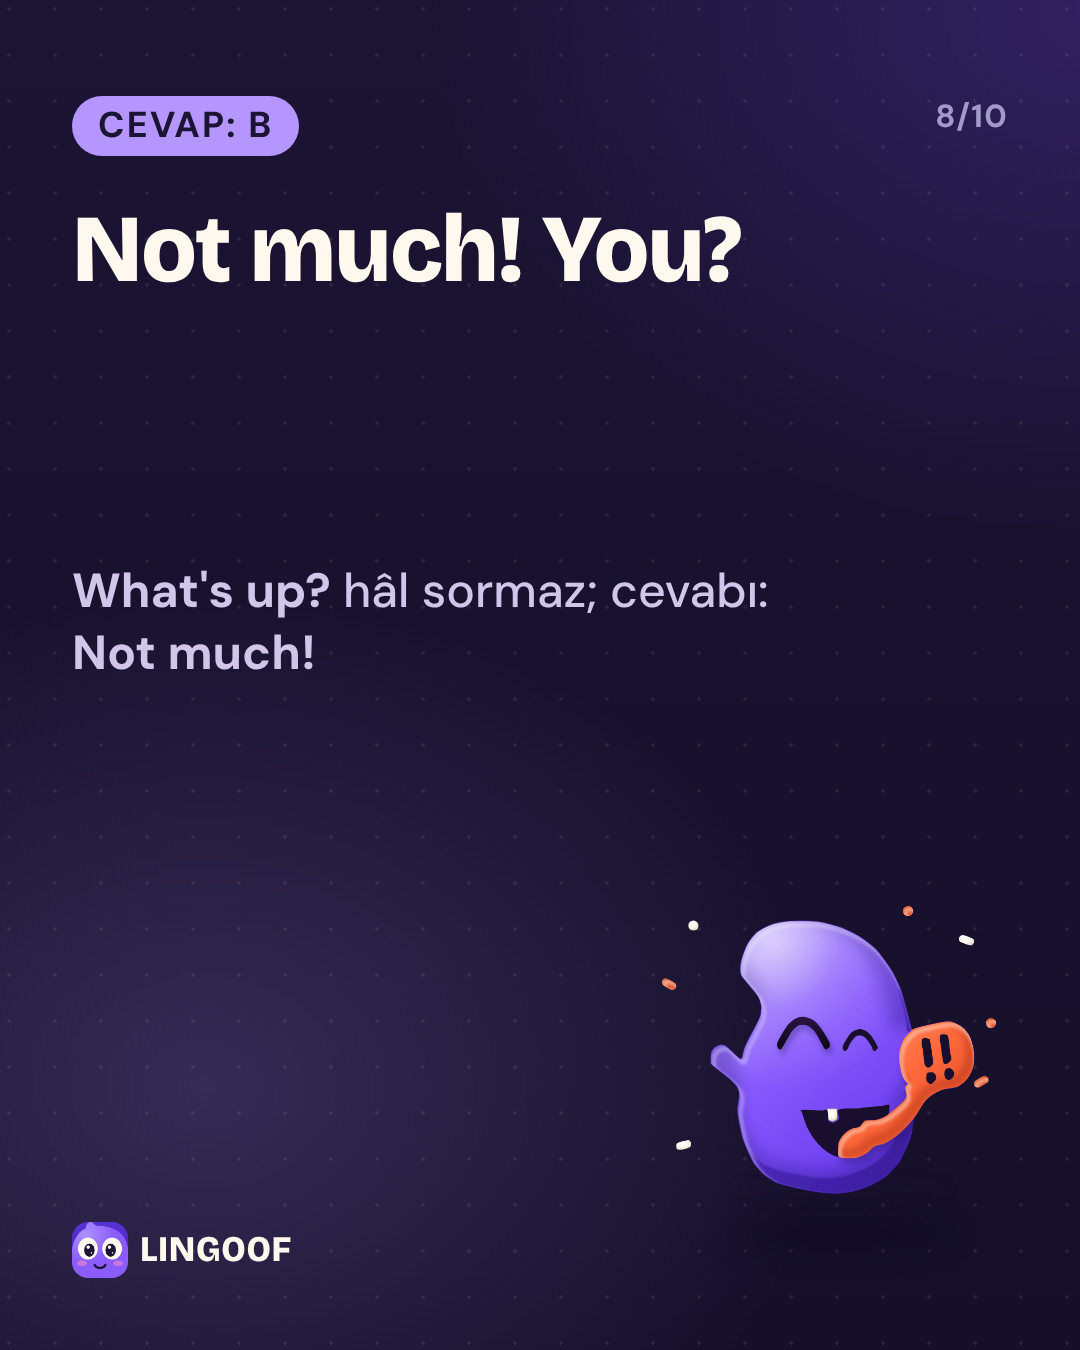 CEVAP: B
8/10
Not much! You?
What's up? hâl sormaz; cevabı:
Not much!
!!
LINGOOF